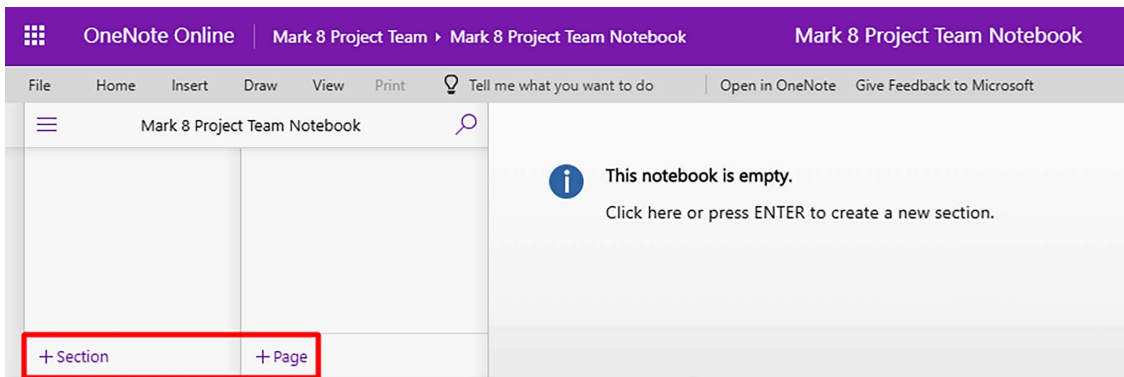 OneNote Online Mark 8 Project Team ▸ Mark 8 Project Team Notebook Mark 8 Project Team Notebook
File Home Insert Draw View Print Tell me what you want to do Open in OneNote Give Feedback to Microsoft
Mark 8 Project Team Notebook
This notebook is empty.
Click here or press ENTER to create a new section.
+ Section + Page